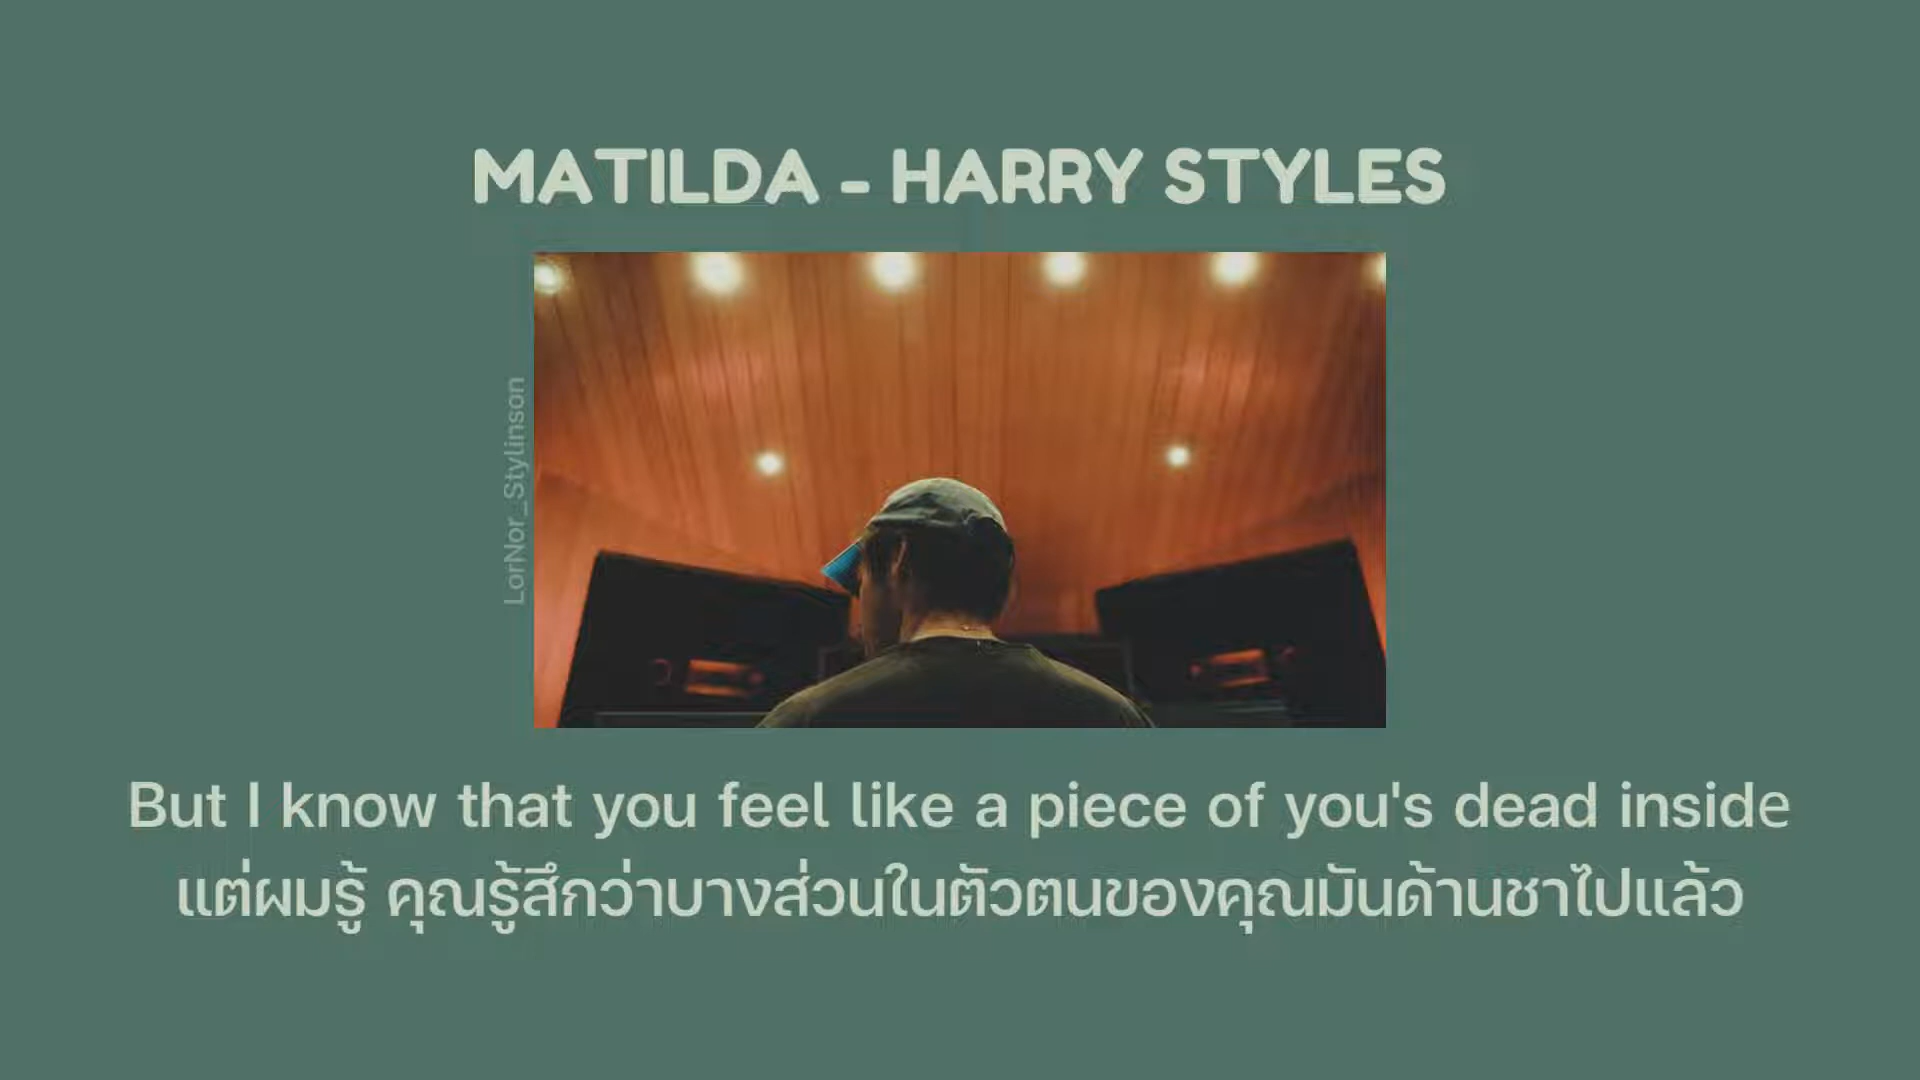 MATILDA - HARRY STYLES
LorNor_Stylinson
But I know that you feel like a piece of you's dead inside
แต่ผมรู้ คุณรู้สึกว่าบางส่วนในตัวตนของคุณมันด้านชาไปแล้ว